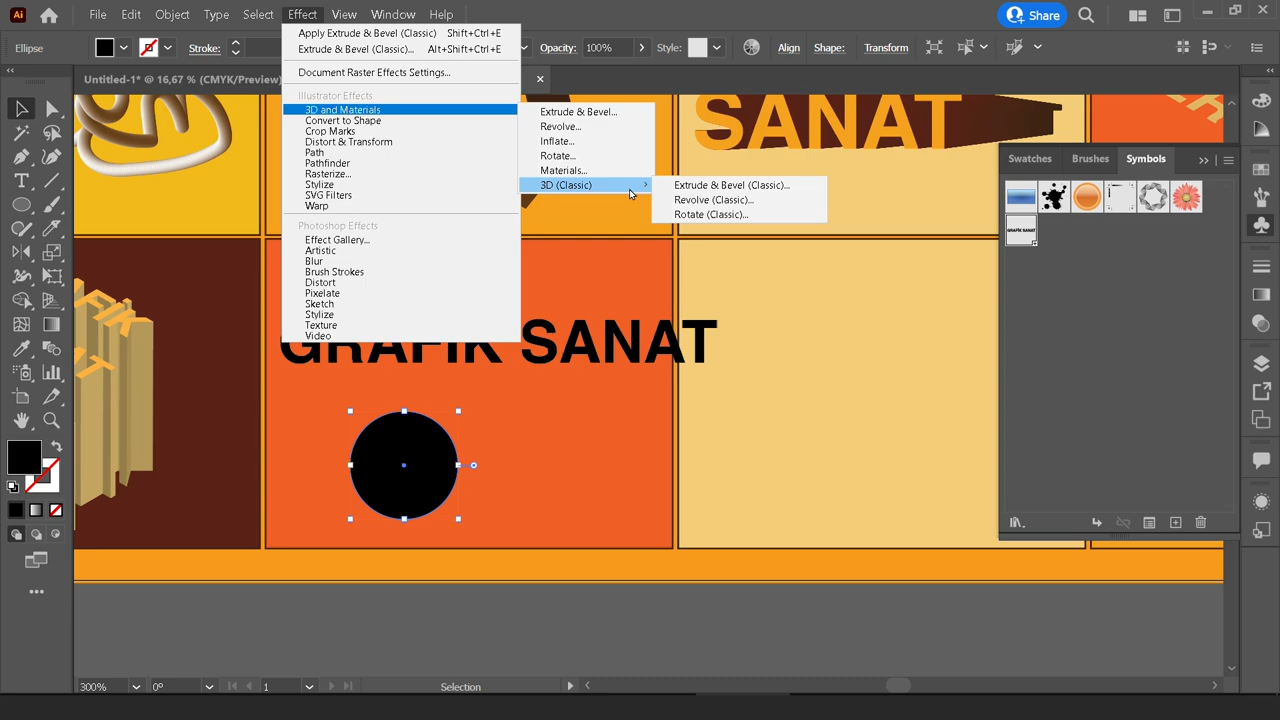 Ai
File Edit Object Type Select Effect View Window Help
Share
Ellipse
Stroke:
Opacity: 100%
Style:
Align
Shape:
Transform
Untitled-1* @ 16,67 % (CMYK/Preview)
Apply Extrude & Bevel (Classic) Shift+Ctrl+E
Extrude & Bevel (Classic)... Alt+Shift+Ctrl+E
Document Raster Effects Settings...
Illustrator Effects
3D and Materials
Convert to Shape
Crop Marks
Distort & Transform
Path
Pathfinder
Rasterize...
Stylize
SVG Filters
Warp
Photoshop Effects
Effect Gallery...
Artistic
Blur
Brush Strokes
Distort
Pixelate
Sketch
Stylize
Texture
Video
Extrude & Bevel...
Revolve...
Inflate...
Rotate...
Materials...
3D (Classic)
Extrude & Bevel (Classic)...
Revolve (Classic)...
Rotate (Classic)...
SANAT
Swatches Brushes Symbols
GRAFİK SANAT
GRAFİK SANAT
300%
0°
1
Selection